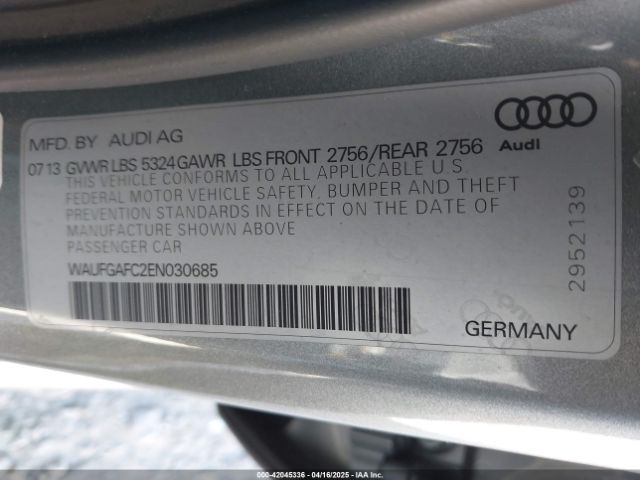 MFD. BY AUDI AG
07 13 GVWR LBS 5324 GAWR LBS FRONT 2756/REAR 2756
Audi
THIS VEHICLE CONFORMS TO ALL APPLICABLE U.S.
FEDERAL MOTOR VEHICLE SAFETY, BUMPER AND THEFT
PREVENTION STANDARDS IN EFFECT ON THE DATE OF
MANUFACTURE SHOWN ABOVE
PASSENGER CAR
WAUFGAFC2EN030685
2952139
GERMANY
000-42045336 - 04/16/2025 - IAA Inc.